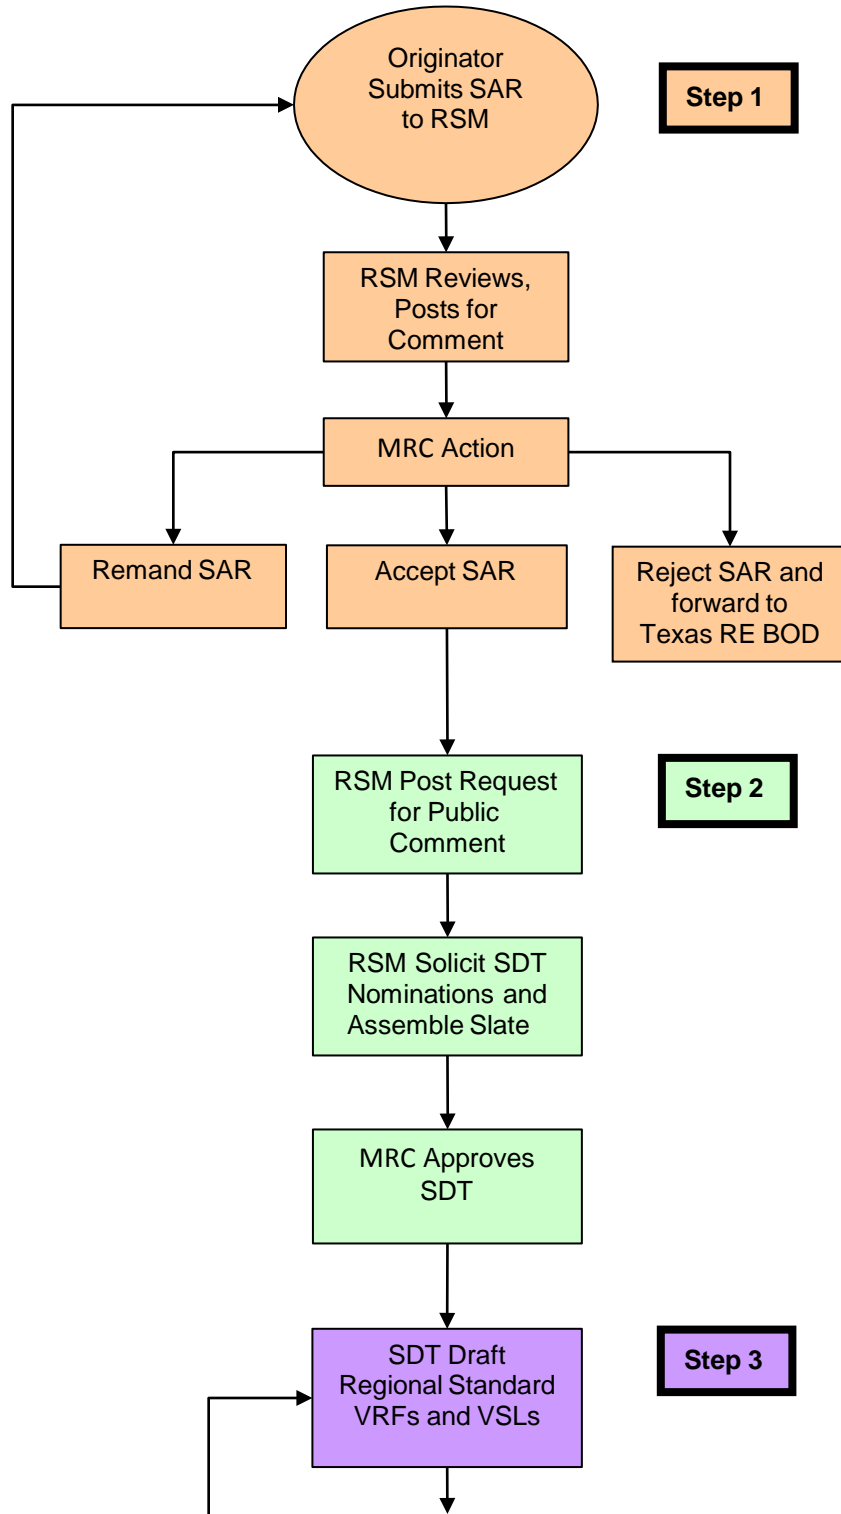 Originator
Submits SAR
to RSM
Step 1
RSM Reviews,
Posts for
Comment
MRC Action
Remand SAR
Accept SAR
Reject SAR and
forward to
Texas RE BOD
RSM Post Request
for Public
Comment
Step 2
RSM Solicit SDT
Nominations and
Assemble Slate
MRC Approves
SDT
SDT Draft
Regional Standard
VRFs and VSLs
Step 3